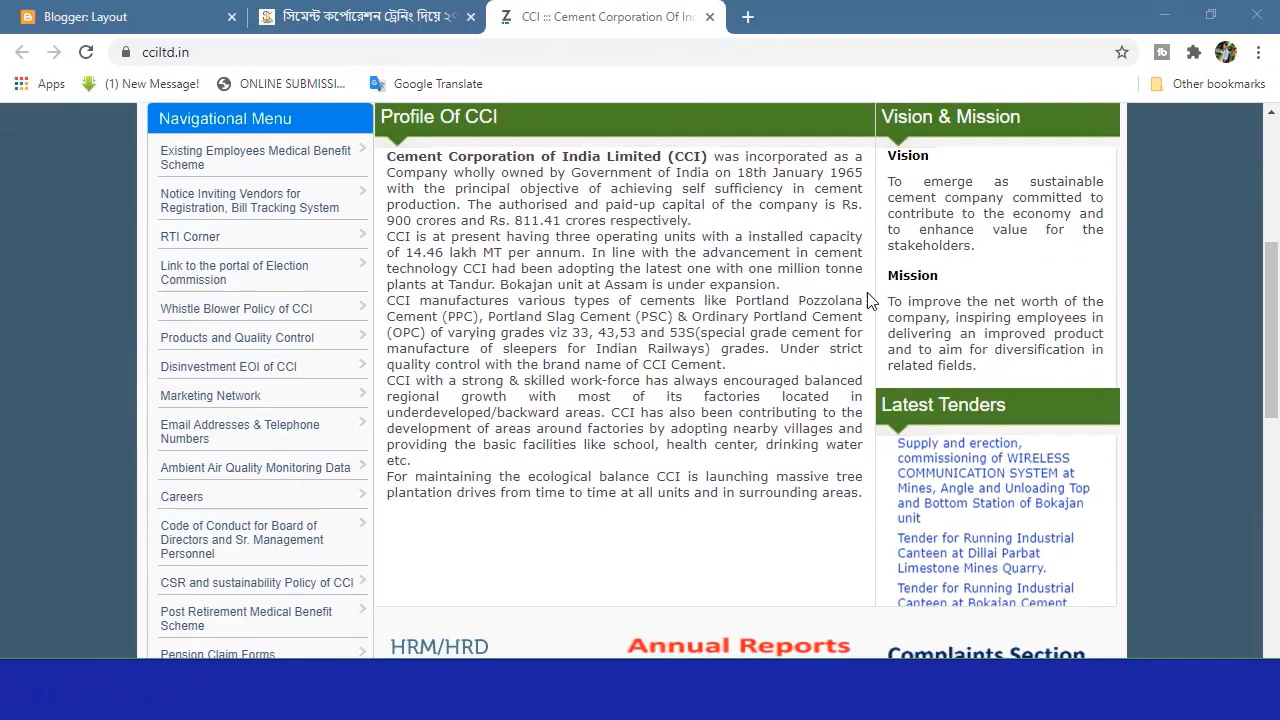 Blogger: Layout
সিমেন্ট কর্পোরেশন ট্রেনিং দিয়ে
CCI ::: Cement Corporation Of In
cciltd.in
Apps
(1) New Message!
ONLINE SUBMISSI...
Google Translate
Other bookmarks
Navigational Menu
Existing Employees Medical Benefit
Scheme
Notice Inviting Vendors for
Registration, Bill Tracking System
RTI Corner
Link to the portal of Election
Commission
Whistle Blower Policy of CCI
Products and Quality Control
Disinvestment EOI of CCI
Marketing Network
Email Addresses & Telephone
Numbers
Ambient Air Quality Monitoring Data
Careers
Code of Conduct for Board of
Directors and Sr. Management
Personnel
CSR and sustainability Policy of CCI
Post Retirement Medical Benefit
Scheme
Pension Claim Forms
Profile Of CCI
Cement Corporation of India Limited (CCI) was incorporated as a
Company wholly owned by Government of India on 18th January 1965
with the principal objective of achieving self sufficiency in cement
production. The authorised and paid-up capital of the company is Rs.
900 crores and Rs. 811.41 crores respectively.
CCI is at present having three operating units with a installed capacity
of 14.46 lakh MT per annum. In line with the advancement in cement
technology CCI had been adopting the latest one with one million tonne
plants at Tandur. Bokajan unit at Assam is under expansion.
CCI manufactures various types of cements like Portland Pozzolana
Cement (PPC), Portland Slag Cement (PSC) & Ordinary Portland Cement
(OPC) of varying grades viz 33, 43,53 and 53S(special grade cement for
manufacture of sleepers for Indian Railways) grades. Under strict
quality control with the brand name of CCI Cement.
CCI with a strong & skilled work-force has always encouraged balanced
regional growth with most of its factories located in
underdeveloped/backward areas. CCI has also been contributing to the
development of areas around factories by adopting nearby villages and
providing the basic facilities like school, health center, drinking water
etc.
For maintaining the ecological balance CCI is launching massive tree
plantation drives from time to time at all units and in surrounding areas.
Vision & Mission
Vision
To emerge as sustainable
cement company committed to
contribute to the economy and
to enhance value for the
stakeholders.
Mission
To improve the net worth of the
company, inspiring employees in
delivering an improved product
and to aim for diversification in
related fields.
Latest Tenders
Supply and erection,
commissioning of WIRELESS
COMMUNICATION SYSTEM at
Mines, Angle and Unloading Top
and Bottom Station of Bokajan
unit
Tender for Running Industrial
Canteen at Dillai Parbat
Limestone Mines Quarry.
Tender for Running Industrial
Canteen at Bokajan Cement
HRM/HRD
Annual Reports
Complaints Section